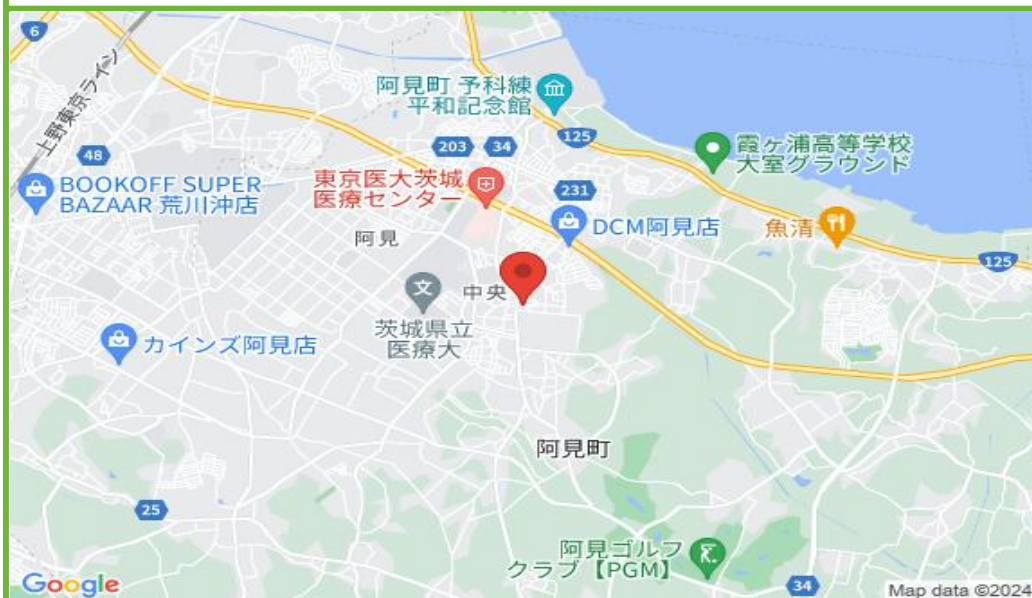 6
上野東京ライン
阿見町 予科練
平和記念館
125
霞ヶ浦高等学校
大室グラウンド
203
34
48
BOOKOFF SUPER
BAZAAR 荒川沖店
東京医大茨城
医療センター
231
DCM阿見店
魚清
125
阿見
中央
文
茨城県立
医療大
カインズ阿見店
阿見町
25
阿見ゴルフ
クラブ【PGM】
34
Google
Map data ©2024